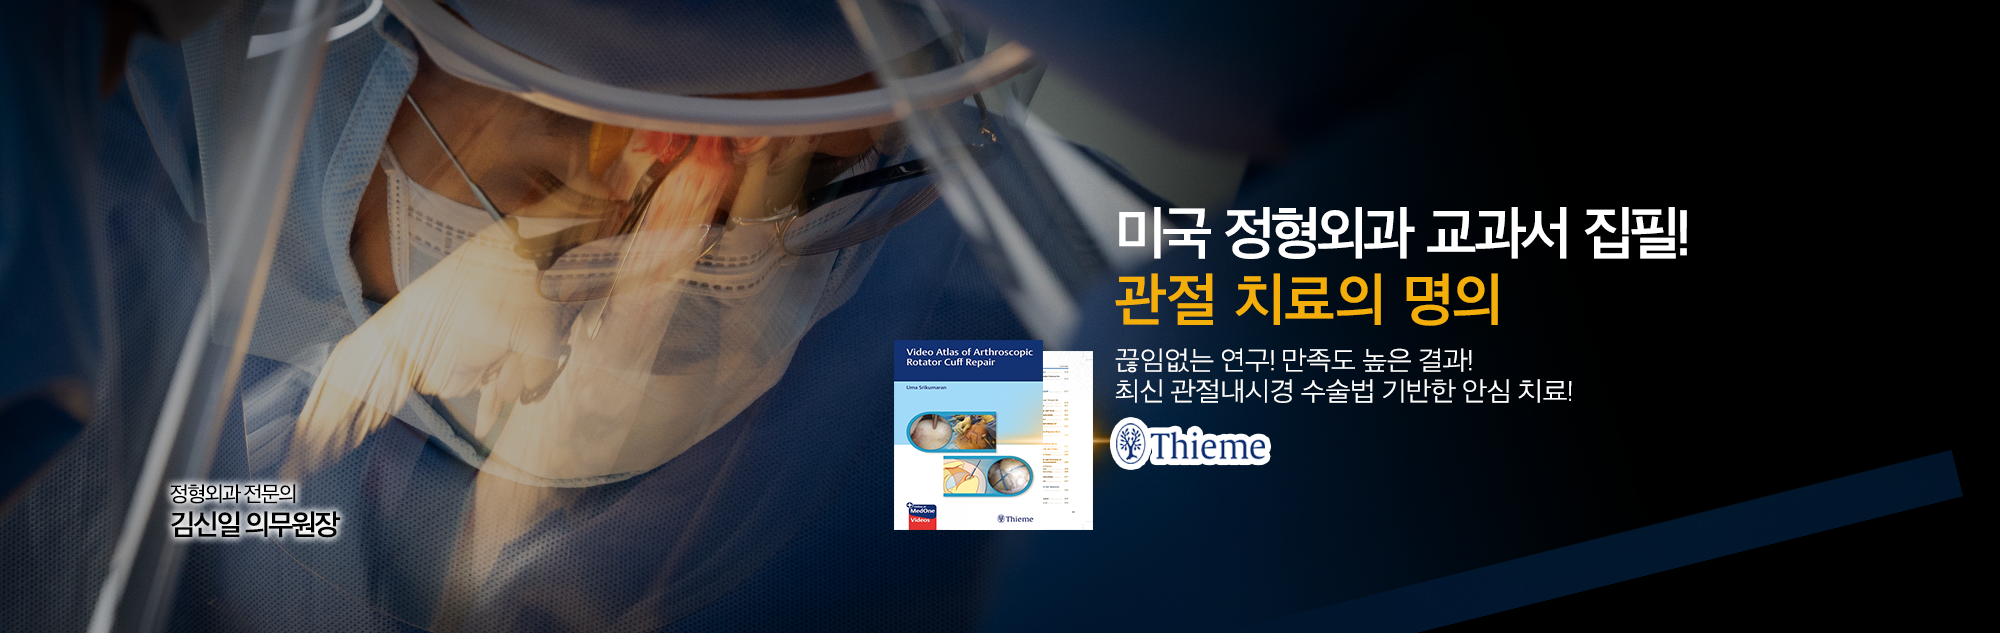 미국 정형외과 교과서 집필!
관절 치료의 명의
끊임없는 연구! 만족도 높은 결과!
최신 관절내시경 수술법 기반한 안심 치료!
Thieme
Video Atlas of Arthroscopic
Rotator Cuff Repair
Uma Srikumaran
MedOne
Videos
Thieme
정형외과 전문의
김신일 의무원장